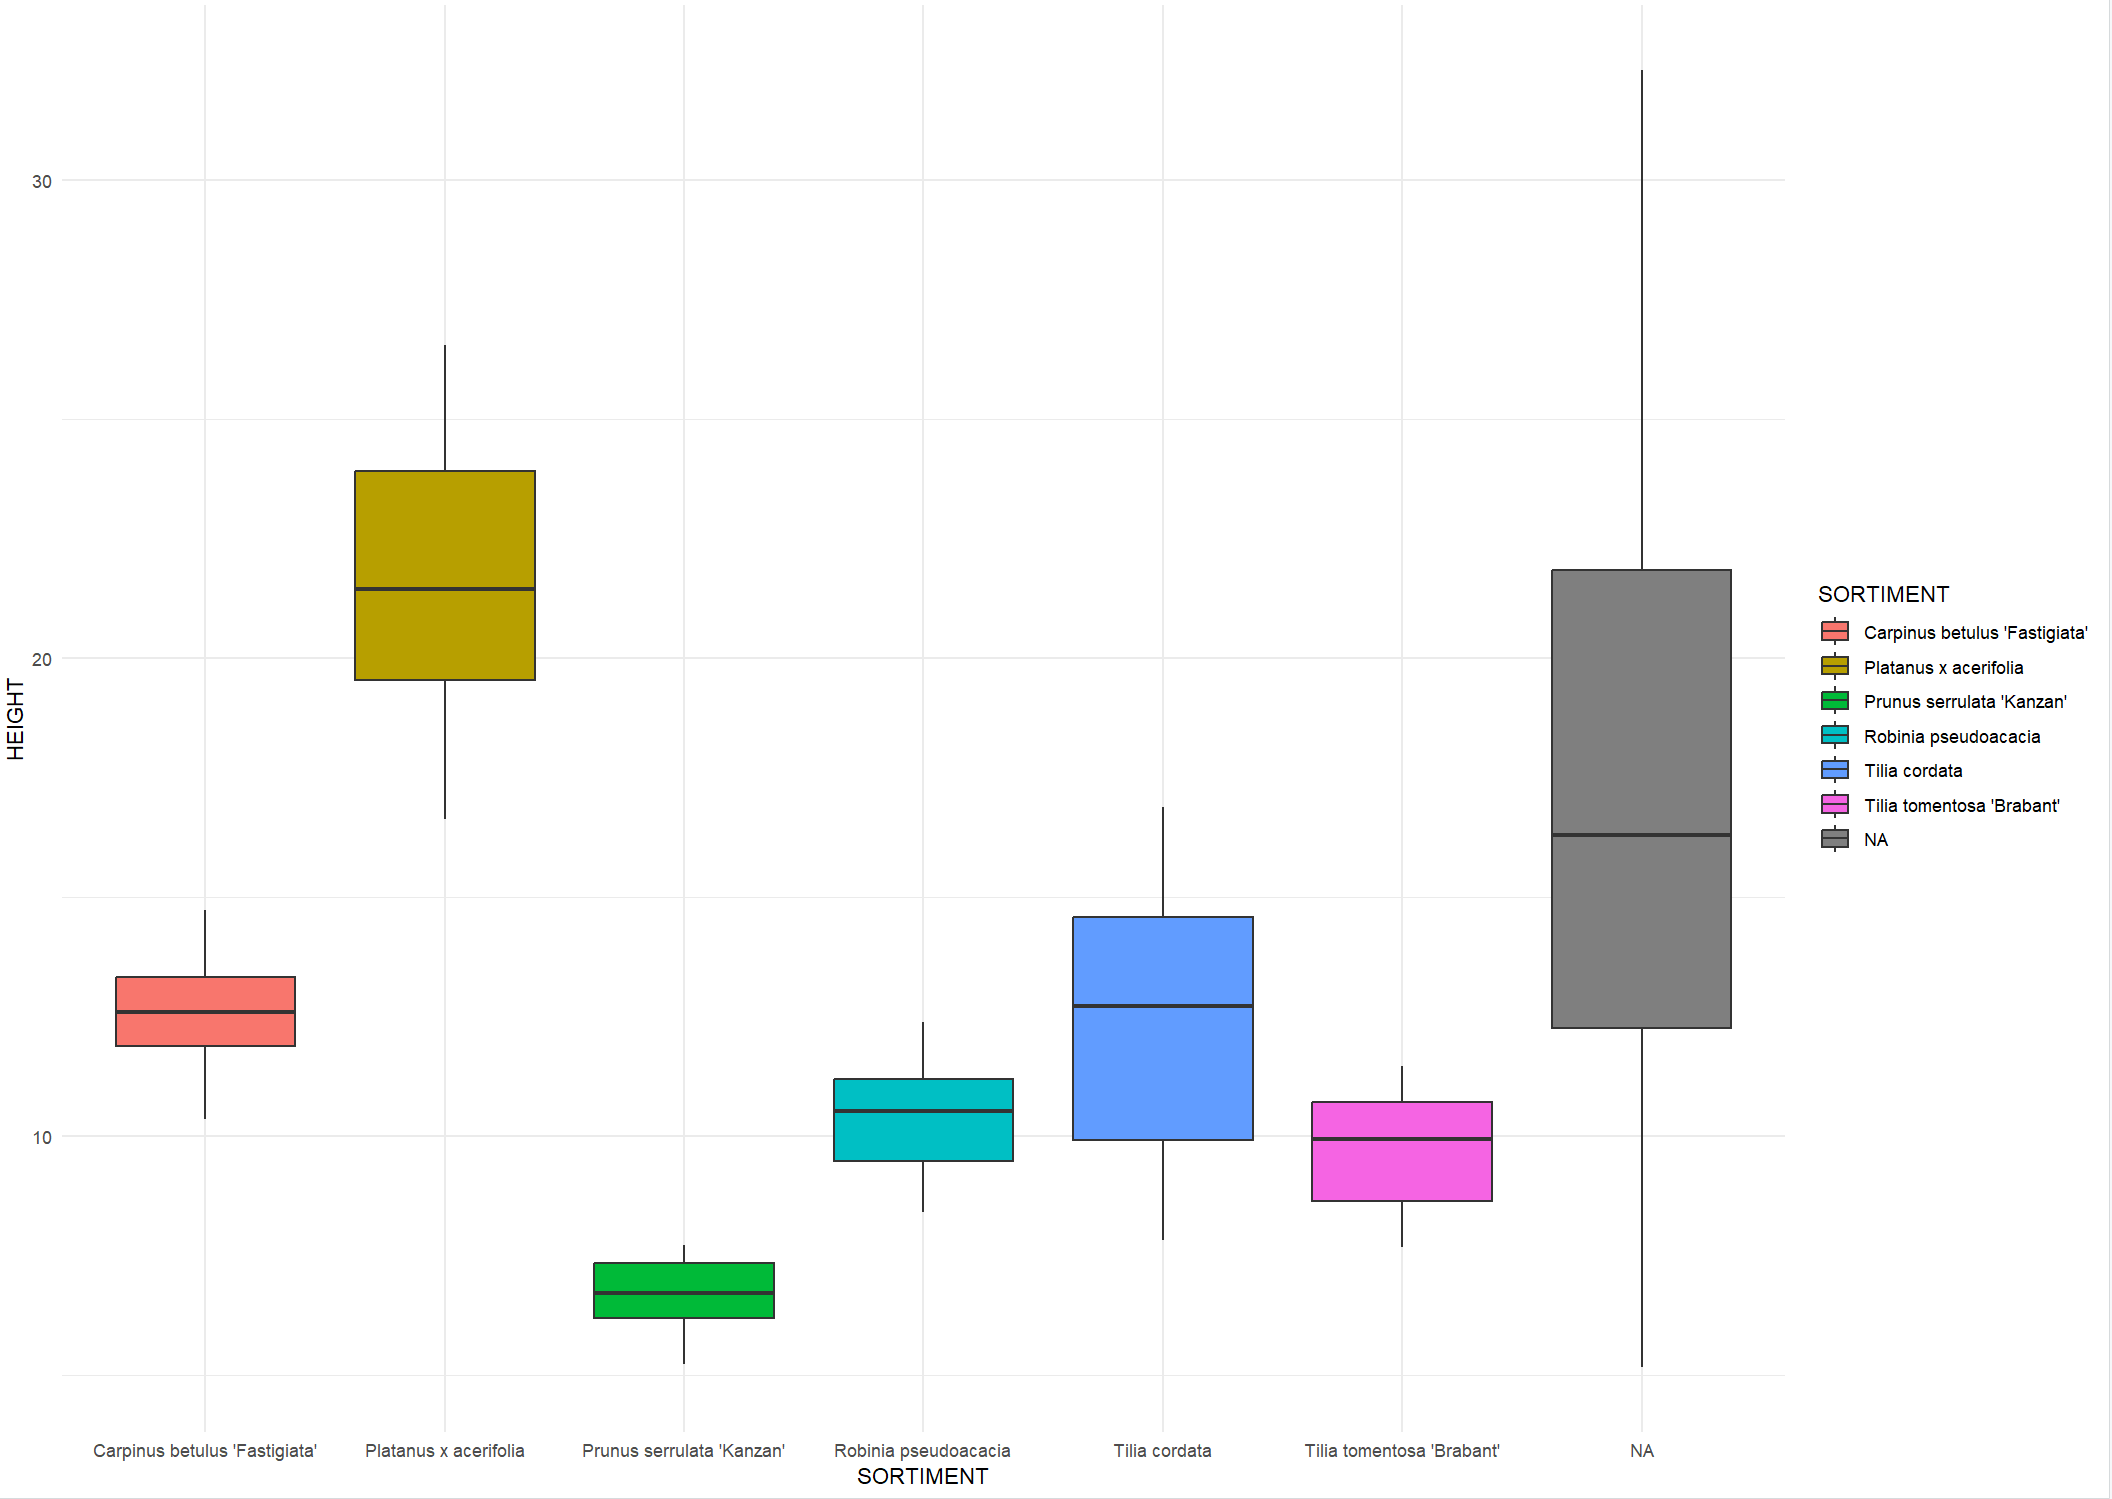 30
20
10
HEIGHT
Carpinus betulus 'Fastigiata'
Platanus x acerifolia
Prunus serrulata 'Kanzan'
Robinia pseudoacacia
Tilia cordata
Tilia tomentosa 'Brabant'
NA
SORTIMENT
SORTIMENT
Carpinus betulus 'Fastigiata'
Platanus x acerifolia
Prunus serrulata 'Kanzan'
Robinia pseudoacacia
Tilia cordata
Tilia tomentosa 'Brabant'
NA